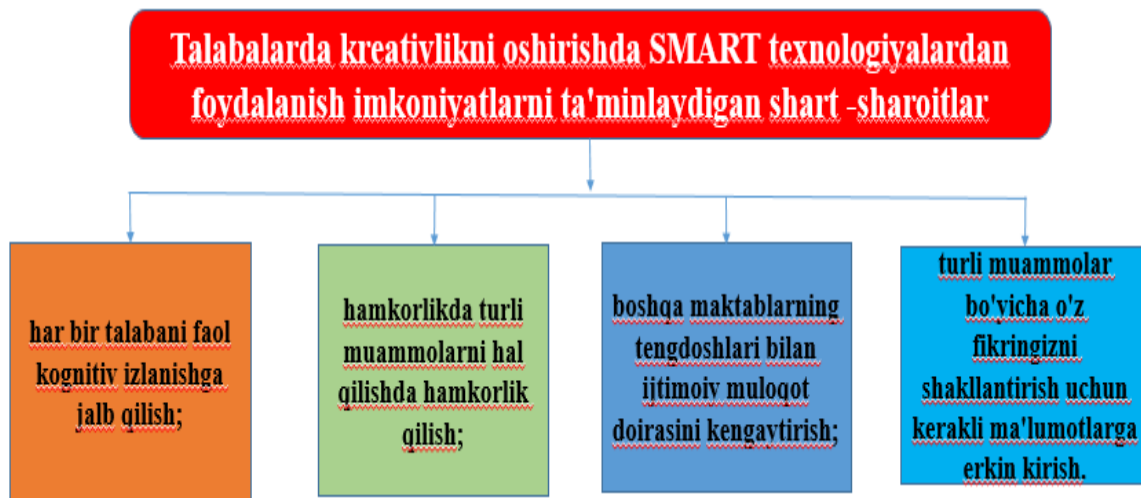 Talabalarda kreativlikni oshirishda SMART texnologiyalardan
foydalanish imkoniyatlarni ta'minlaydigan shart -sharoitlar
har bir talabani faol
kognitiv izlanishga
jalb qilish;
hamkorlikda turli
muammolarni hal
qilishda hamkorlik
qilish;
boshqa maktablarning
tengdoshlari bilan
ijtimoiy muloqot
doirasini kengaytirish;
turli muammolar
bo'yicha o'z
fikringizni
shakllantirish uchun
kerakli ma'lumotlarga
erkin kirish.